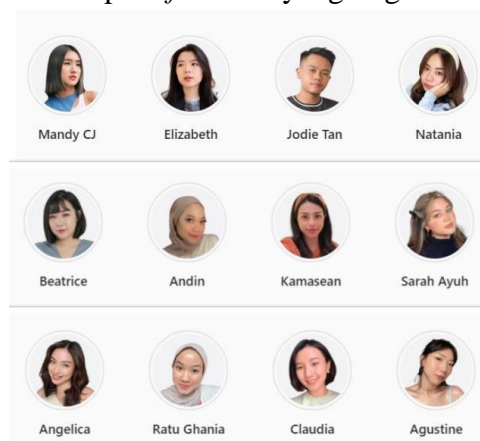 Mandy CJ Elizabeth Jodie Tan Natania
Beatrice Andin Kamasean Sarah Ayuh
Angelica Ratu Ghania Claudia Agustine